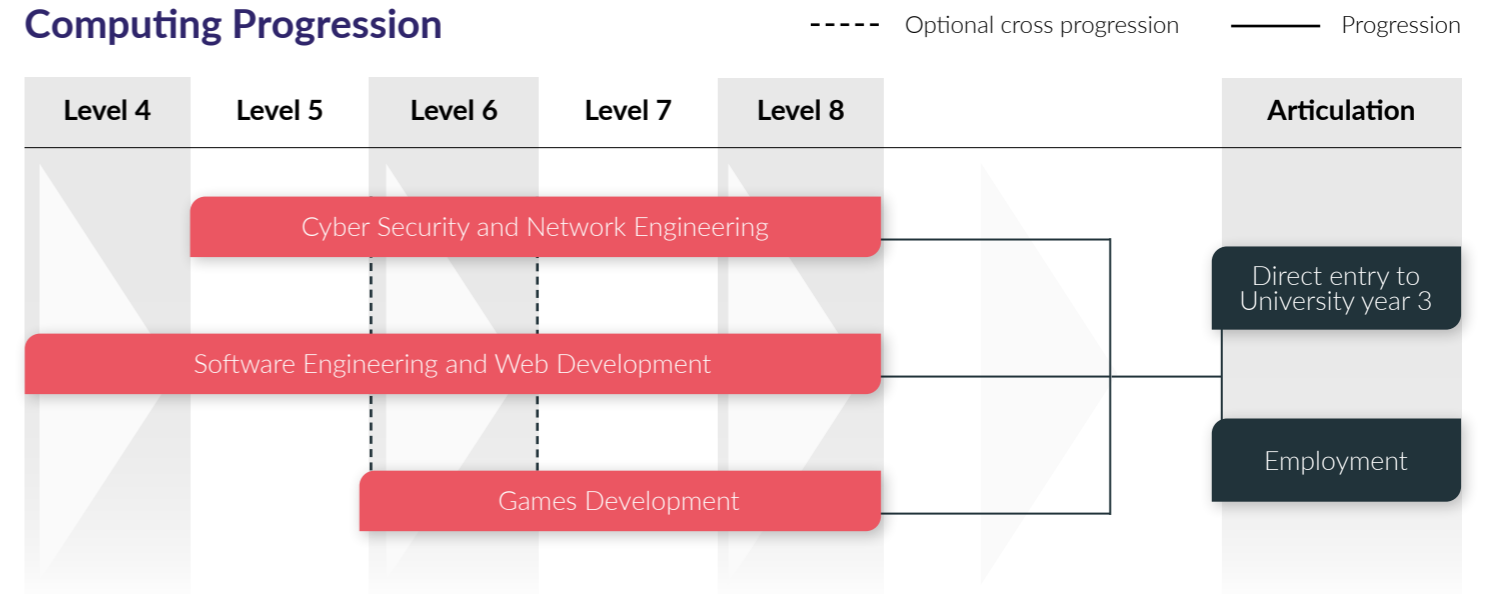 Computing Progression
Optional cross progression
Progression
Level 4
Level 5
Level 6
Level 7
Level 8
Articulation
Cyber Security and Network Engineering
Direct entry to
University year 3
Software Engineering and Web Development
Employment
Games Development